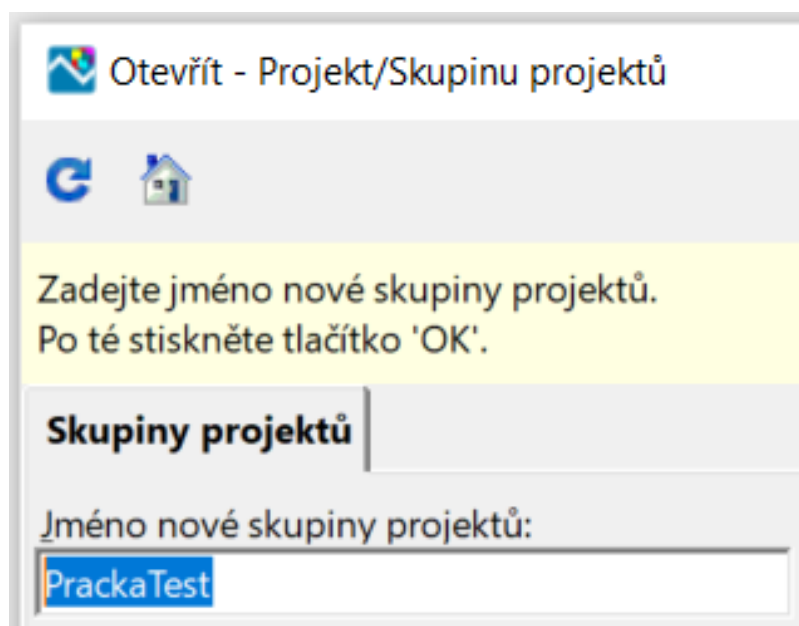 Otevřít - Projekt/Skupinu projektů
Zadejte jméno nové skupiny projektů.
Po té stiskněte tlačítko 'OK'.
Skupiny projektů
Jméno nové skupiny projektů:
PrackaTest